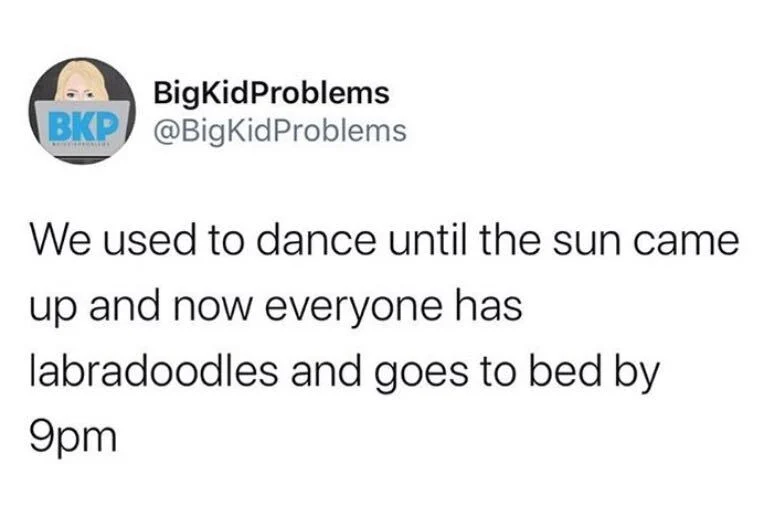 BigKidProblems
BKP
@BigKidProblems
We used to dance until the sun came
up and now everyone has
labradoodles and goes to bed by
9pm